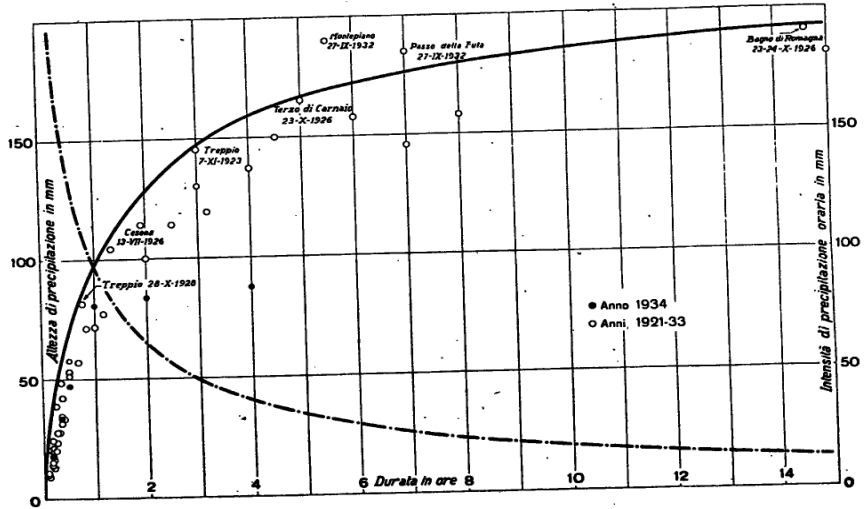 Montepiano
27-IX-1932
Passo della Futa
27-IX-1932
Bagno di Romagna
23-24-X-1926
Terzo di Carnaio
23-X-1926
150
150
Treppio
7-XI-1923
Cesena
13-VII-1926
100
100
Treppio 28-X-1928
● Anno 1934
○ Anni, 1921-33
Altezza di precipitazione in mm
Intensità di precipitazione oraria in mm
50
50
0
2
4
6
8
10
12
14
0
Durata in ore